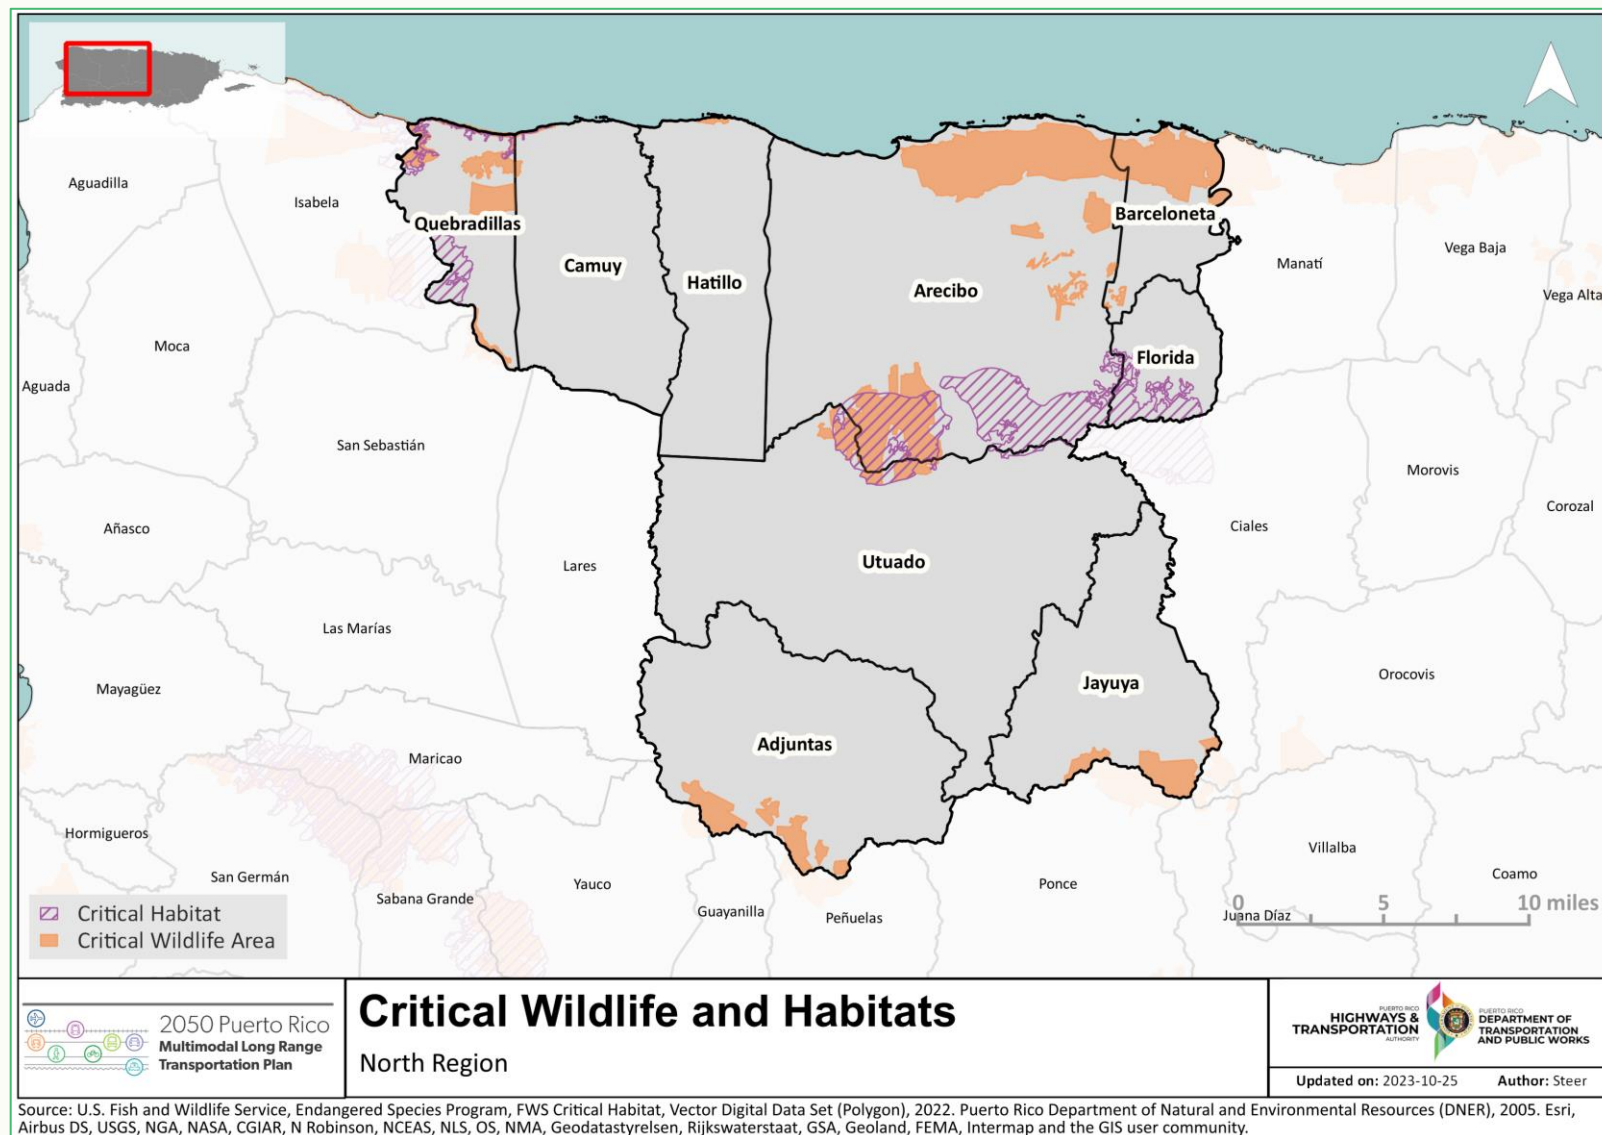 Aguadilla
Isabela
Quebradillas
Camuy
Hatillo
Arecibo
Barceloneta
Manatí
Vega Baja
Vega Alta
Moca
Aguada
Florida
San Sebastián
Morovis
Corozal
Añasco
Ciales
Lares
Utuado
Las Marías
Mayagüez
Jayuya
Orocovis
Adjuntas
Maricao
Hormigueros
Villalba
San Germán
Sabana Grande
Yauco
Guayanilla
Peñuelas
Ponce
Juana Díaz
Coamo
0 5 10 miles
Critical Habitat
Critical Wildlife Area
2050 Puerto Rico
Multimodal Long Range
Transportation Plan
Critical Wildlife and Habitats
North Region
PUERTO RICO
HIGHWAYS &
TRANSPORTATION
AUTHORITY
PUERTO RICO
DEPARTMENT OF
TRANSPORTATION
AND PUBLIC WORKS
Updated on: 2023-10-25 Author: Steer
Source: U.S. Fish and Wildlife Service, Endangered Species Program, FWS Critical Habitat, Vector Digital Data Set (Polygon), 2022. Puerto Rico Department of Natural and Environmental Resources (DNER), 2005. Esri,
Airbus DS, USGS, NGA, NASA, CGIAR, N Robinson, NCEAS, NLS, OS, NMA, Geodatastyrelsen, Rijkswaterstaat, GSA, Geoland, FEMA, Intermap and the GIS user community.